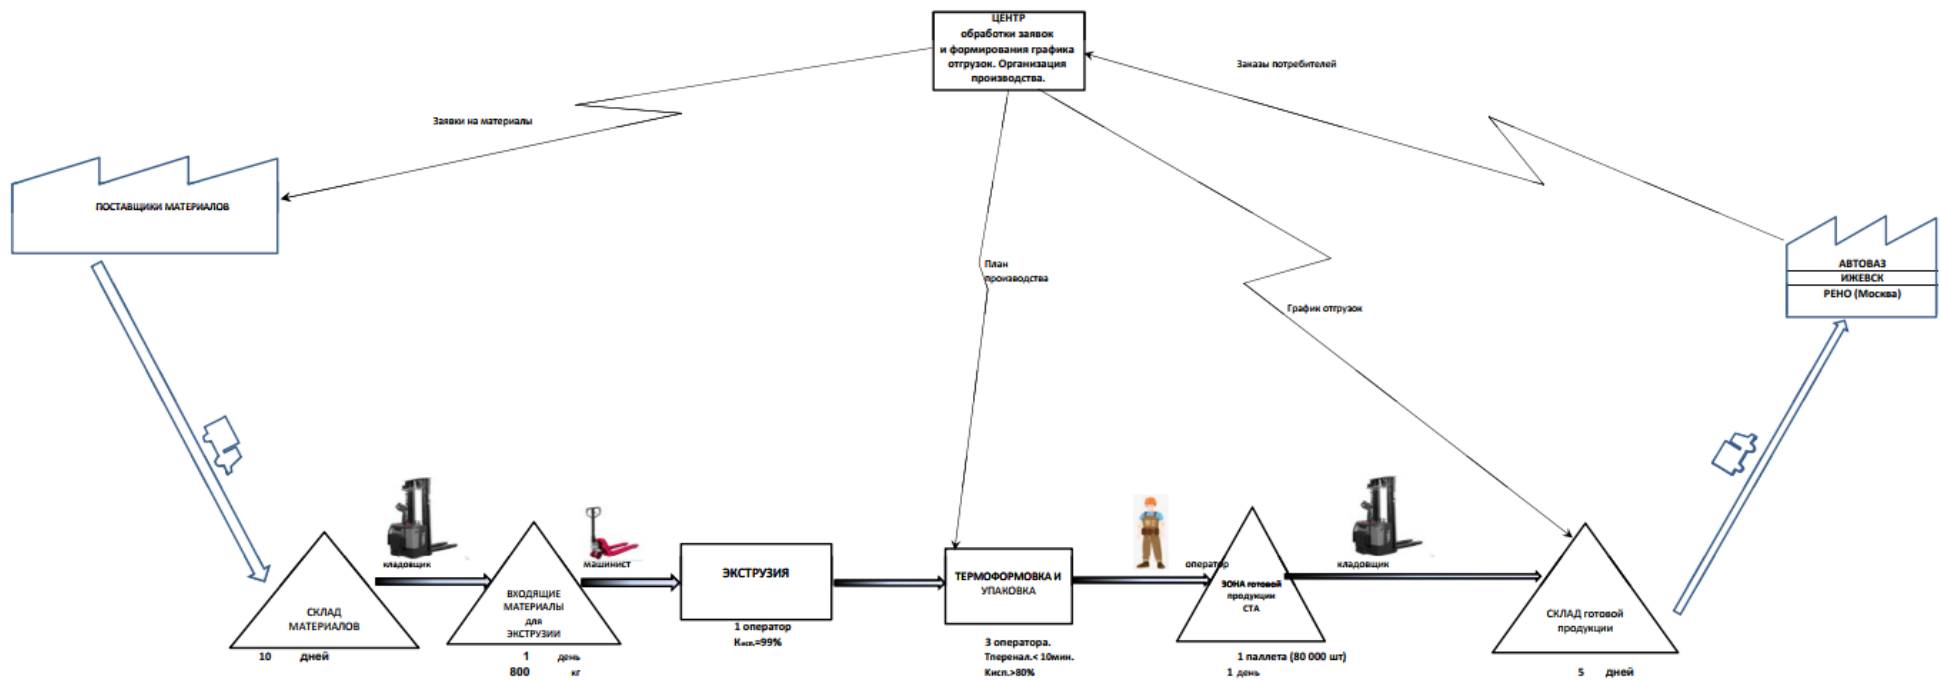 ЦЕНТР
обработки заявок
и формирования графика
отгрузок. Организация
производства.
Заказы потребителей
Заявки на материалы
ПОСТАВЩИКИ МАТЕРИАЛОВ
АВТОВАЗ
ИЖЕВСК
РЕНО (Москва)
План
производства
График отгрузок
кладовщик
машинист
оператор
кладовщик
СКЛАД
МАТЕРИАЛОВ
10 дней
ВХОДЯЩИЕ
МАТЕРИАЛЫ
для
ЭКСТРУЗИИ
1 день
800 кг
ЭКСТРУЗИЯ
1 оператор
Кисп.=99%
ТЕРМОФОРМОВКА И
УПАКОВКА
3 оператора.
Тперенал.< 10мин.
Кисп.>80%
ЗОНА готовой
продукции
СТА
1 паллета (80 000 шт)
1 день
СКЛАД готовой
продукции
5 дней